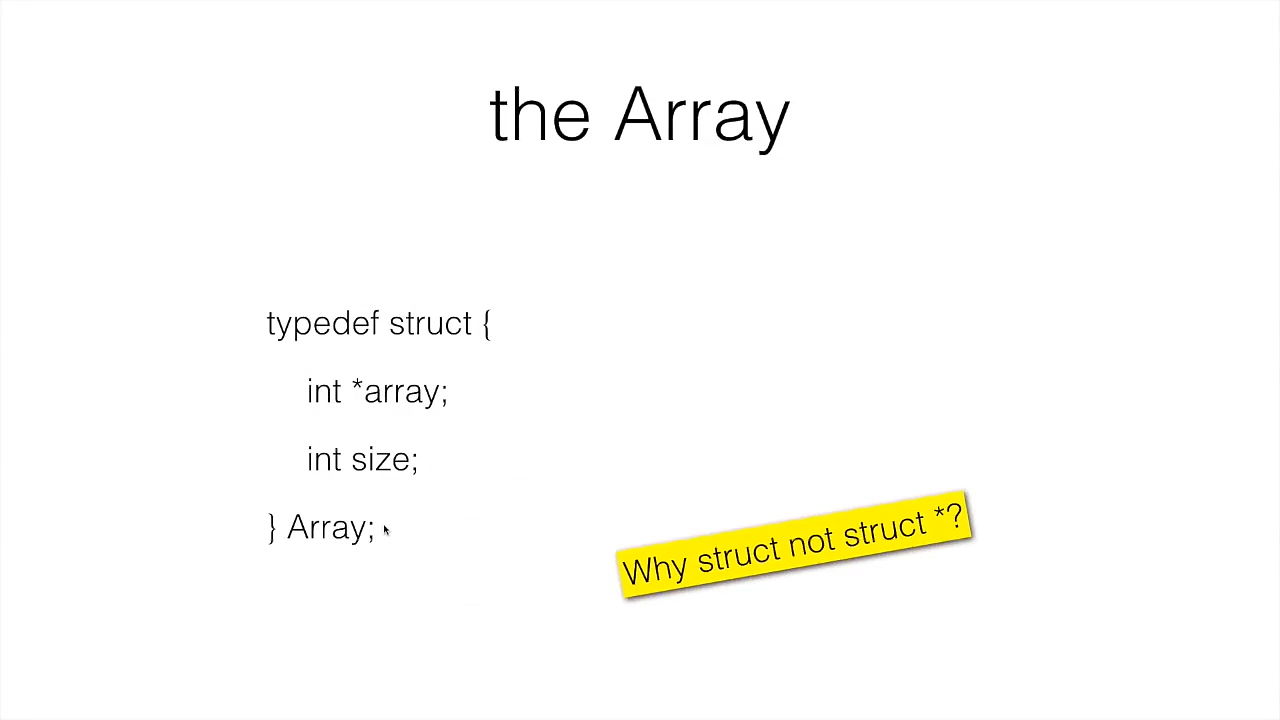 the Array
typedef struct {
int *array;
int size;
} Array;
Why struct not struct *?